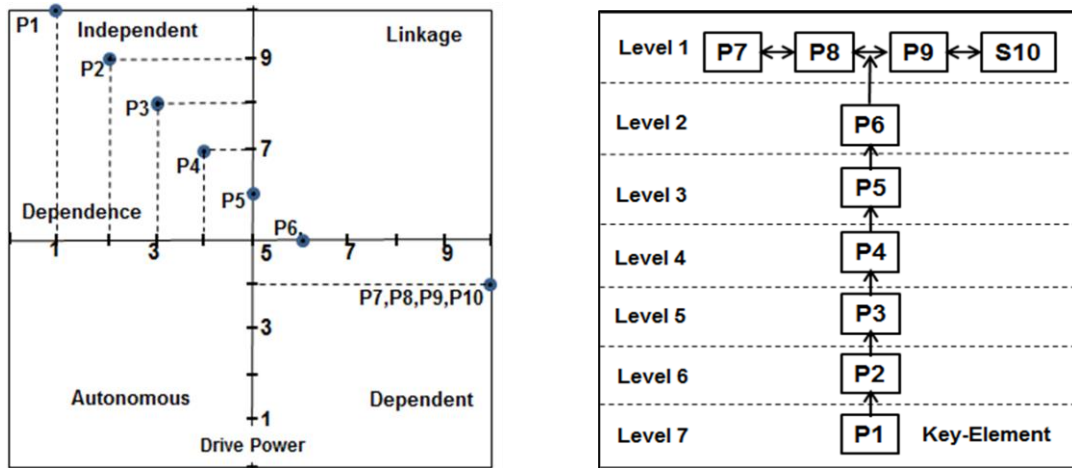 P1
Independent
Linkage
P2
9
P3
P4
7
P5
Dependence
P6
1
3
5
7
9
P7,P8,P9,P10
3
Autonomous
Dependent
1
Drive Power
Level 1
P7
P8
P9
S10
Level 2
P6
Level 3
P5
Level 4
P4
Level 5
P3
Level 6
P2
Level 7
P1
Key-Element